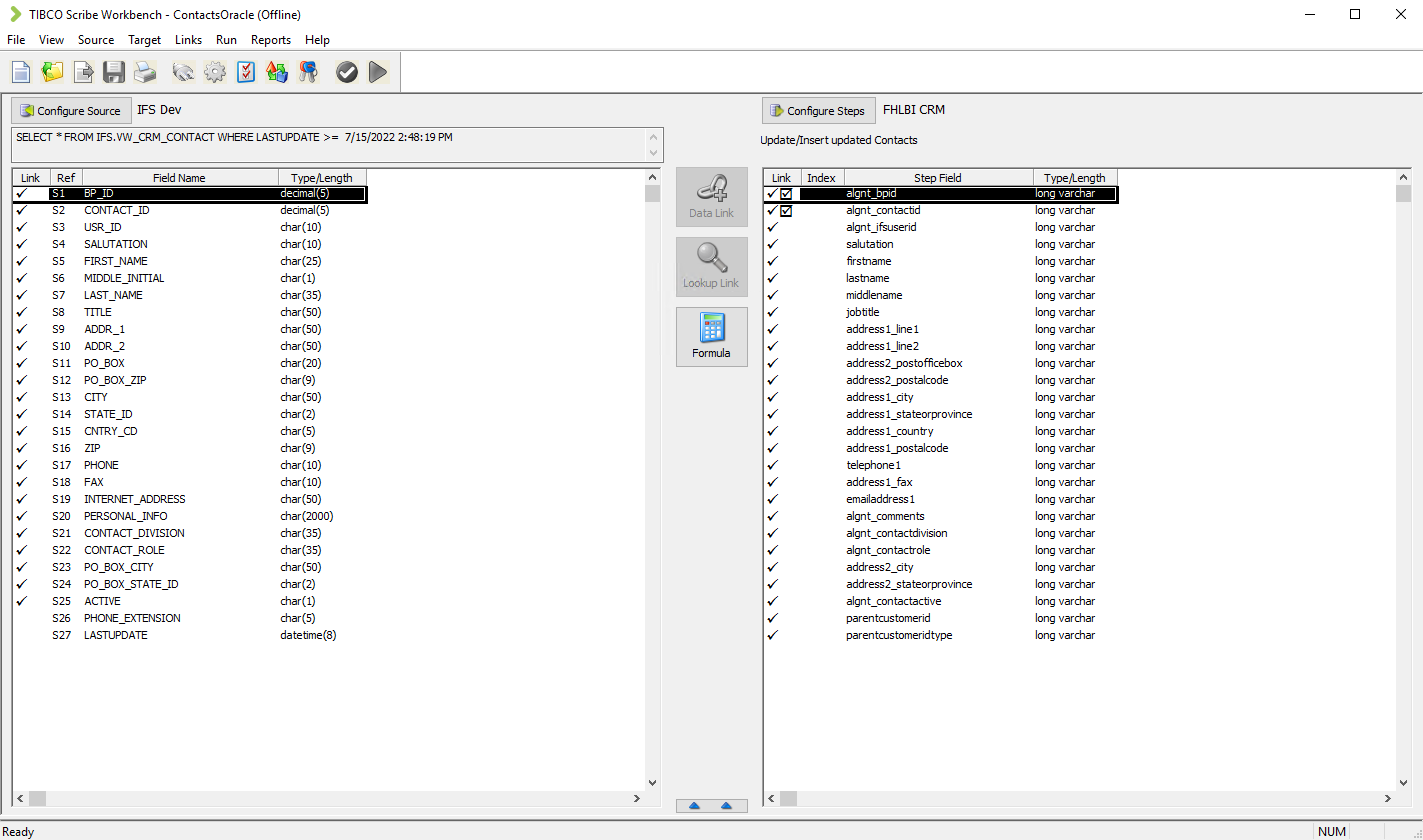 TIBCO Scribe Workbench - ContactsOracle (Offline)
File View Source Target Links Run Reports Help
Configure Source IFS Dev
SELECT * FROM IFS.VW_CRM_CONTACT WHERE LASTUPDATE >= 7/15/2022 2:48:19 PM
Link Ref Field Name Type/Length
S1 BP_ID decimal(5)
S2 CONTACT_ID decimal(5)
S3 USR_ID char(10)
S4 SALUTATION char(10)
S5 FIRST_NAME char(25)
S6 MIDDLE_INITIAL char(1)
S7 LAST_NAME char(35)
S8 TITLE char(50)
S9 ADDR_1 char(50)
S10 ADDR_2 char(50)
S11 PO_BOX char(20)
S12 PO_BOX_ZIP char(9)
S13 CITY char(50)
S14 STATE_ID char(2)
S15 CNTRY_CD char(5)
S16 ZIP char(9)
S17 PHONE char(10)
S18 FAX char(10)
S19 INTERNET_ADDRESS char(50)
S20 PERSONAL_INFO char(2000)
S21 CONTACT_DIVISION char(35)
S22 CONTACT_ROLE char(35)
S23 PO_BOX_CITY char(50)
S24 PO_BOX_STATE_ID char(2)
S25 ACTIVE char(1)
S26 PHONE_EXTENSION char(5)
S27 LASTUPDATE datetime(8)
Data Link
Lookup Link
Formula
Configure Steps FHLBI CRM
Update/Insert updated Contacts
Link Index Step Field Type/Length
algnt_bpid long varchar
algnt_contactid long varchar
algnt_ifsuserid long varchar
salutation long varchar
firstname long varchar
lastname long varchar
middlename long varchar
jobtitle long varchar
address1_line1 long varchar
address1_line2 long varchar
address2_postofficebox long varchar
address2_postalcode long varchar
address1_city long varchar
address1_stateorprovince long varchar
address1_country long varchar
address1_postalcode long varchar
telephone1 long varchar
address1_fax long varchar
emailaddress1 long varchar
algnt_comments long varchar
algnt_contactdivision long varchar
algnt_contactrole long varchar
address2_city long varchar
address2_stateorprovince long varchar
algnt_contactactive long varchar
parentcustomerid long varchar
parentcustomeridtype long varchar
Ready NUM